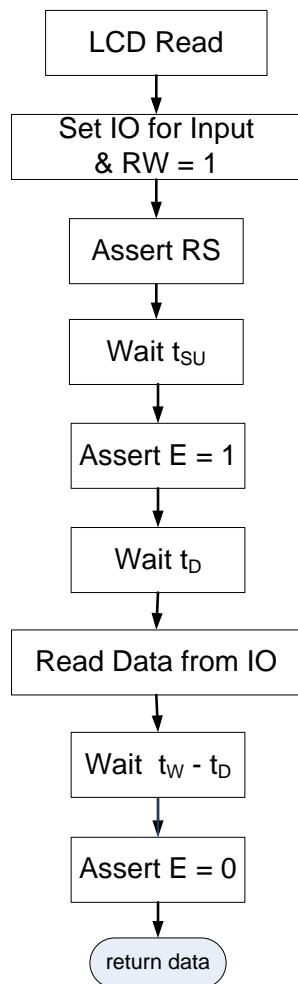 LCD Read
Set IO for Input
& RW = 1
Assert RS
Wait tSU
Assert E = 1
Wait tD
Read Data from IO
Wait tW - tD
Assert E = 0
return data